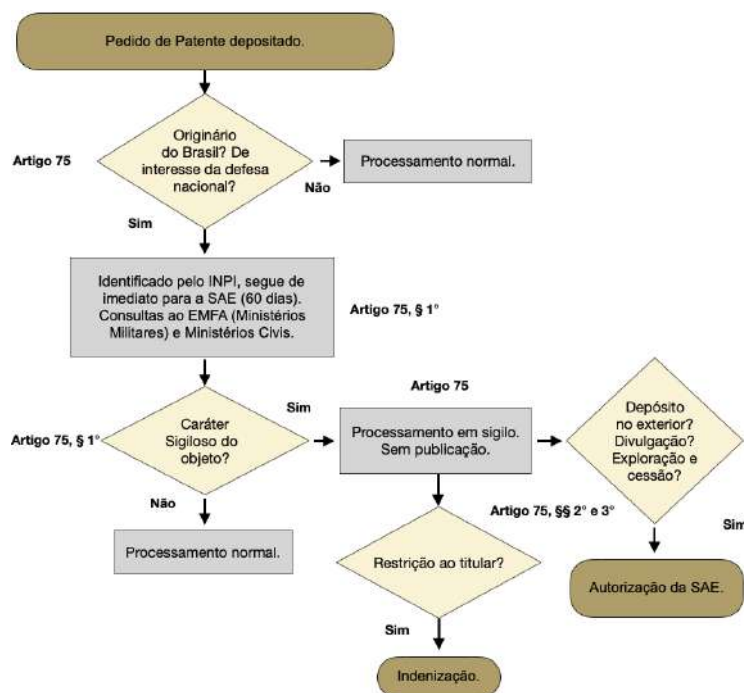 Pedido de Patente depositado.
Artigo 75
Originário
do Brasil? De
interesse da defesa
nacional?
Não
Processamento normal.
Sim
Identificado pelo INPI, segue de
imediato para a SAE (60 dias).
Consultas ao EMFA (Ministérios
Militares) e Ministérios Civis.
Artigo 75, § 1°
Artigo 75, § 1°
Caráter
Sigiloso do
objeto?
Sim
Artigo 75
Processamento em sigilo.
Sem publicação.
Depósito
no exterior?
Divulgação?
Exploração e
cessão?
Não
Processamento normal.
Artigo 75, §§ 2° e 3°
Sim
Restrição ao titular?
Autorização da SAE.
Sim
Indenização.